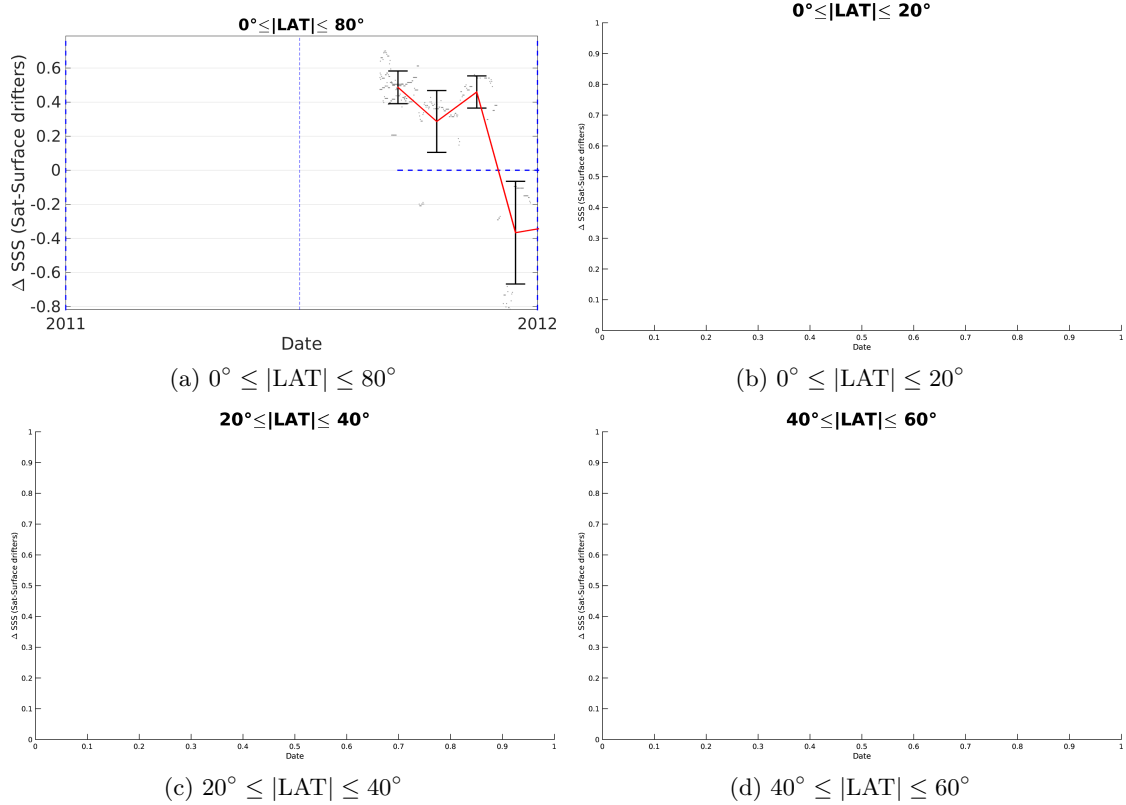 0°≤|LAT|≤ 80°
Δ SSS (Sat-Surface drifters)
0.6
0.4
0.2
0
-0.2
-0.4
-0.6
-0.8
2011
2012
Date
(a) 0° ≤ |LAT| ≤ 80°
0°≤|LAT|≤ 20°
Δ SSS (Sat-Surface drifters)
1
0.9
0.8
0.7
0.6
0.5
0.4
0.3
0.2
0.1
0
0 0.1 0.2 0.3 0.4 0.5 0.6 0.7 0.8 0.9 1
Date
(b) 0° ≤ |LAT| ≤ 20°
20°≤|LAT|≤ 40°
Δ SSS (Sat-Surface drifters)
1
0.9
0.8
0.7
0.6
0.5
0.4
0.3
0.2
0.1
0
0 0.1 0.2 0.3 0.4 0.5 0.6 0.7 0.8 0.9 1
Date
(c) 20° ≤ |LAT| ≤ 40°
40°≤|LAT|≤ 60°
Δ SSS (Sat-Surface drifters)
1
0.9
0.8
0.7
0.6
0.5
0.4
0.3
0.2
0.1
0
0 0.1 0.2 0.3 0.4 0.5 0.6 0.7 0.8 0.9 1
Date
(d) 40° ≤ |LAT| ≤ 60°